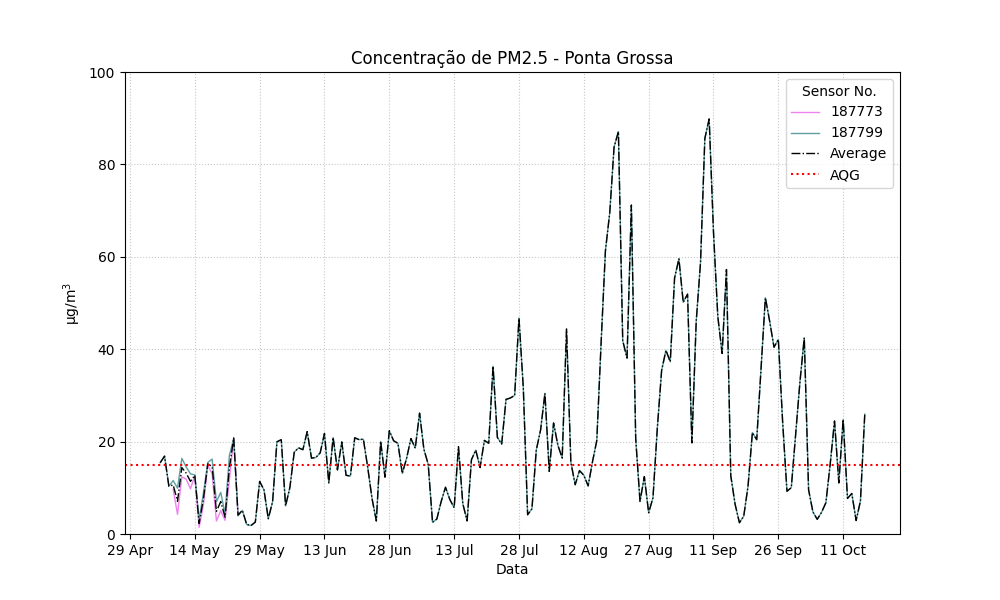 Concentração de PM2.5 - Ponta Grossa
100
80
60
40
20
0
µg/m³
Sensor No.
187773
187799
Average
AQG
29 Apr 14 May 29 May 13 Jun 28 Jun 13 Jul 28 Jul 12 Aug 27 Aug 11 Sep 26 Sep 11 Oct
Data